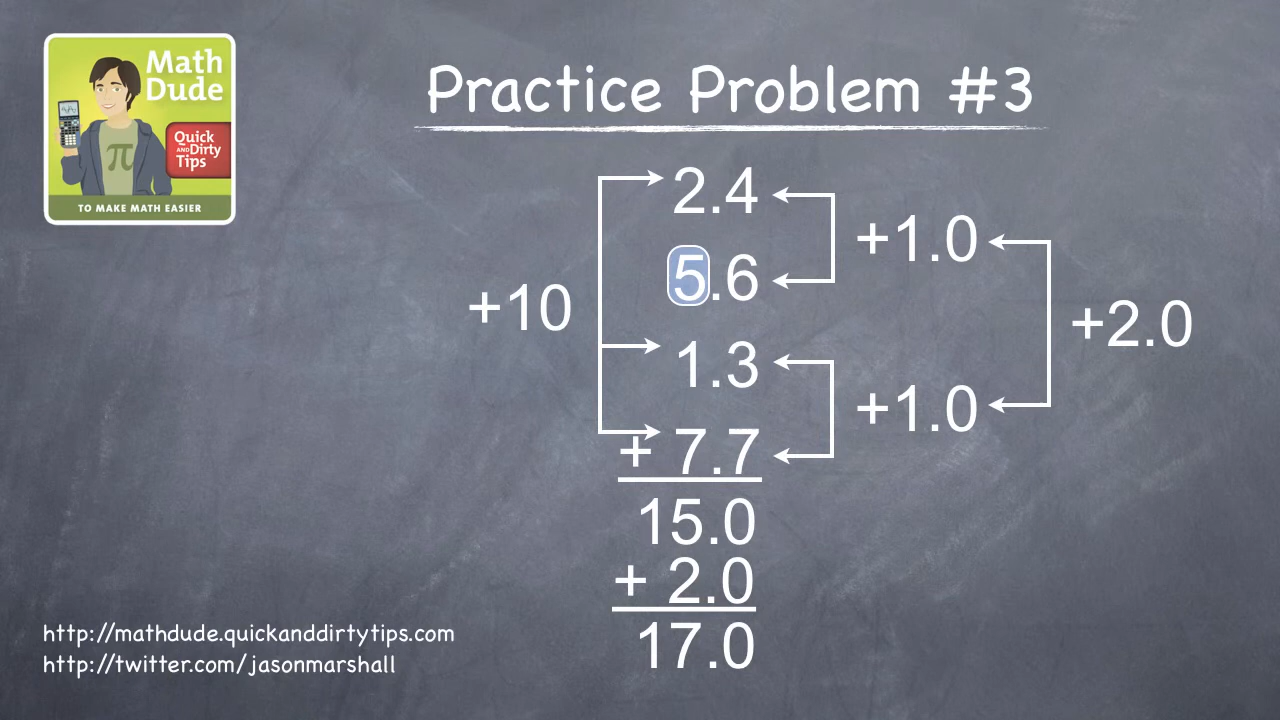 Math
Dude
Quick
AND Dirty
Tips
π
TO MAKE MATH EASIER
Practice Problem #3
2.4
+1.0
5.6
+10
+2.0
1.3
+1.0
+ 7.7
15.0
+ 2.0
17.0
http://mathdude.quickanddirtytips.com
http://twitter.com/jasonmarshall